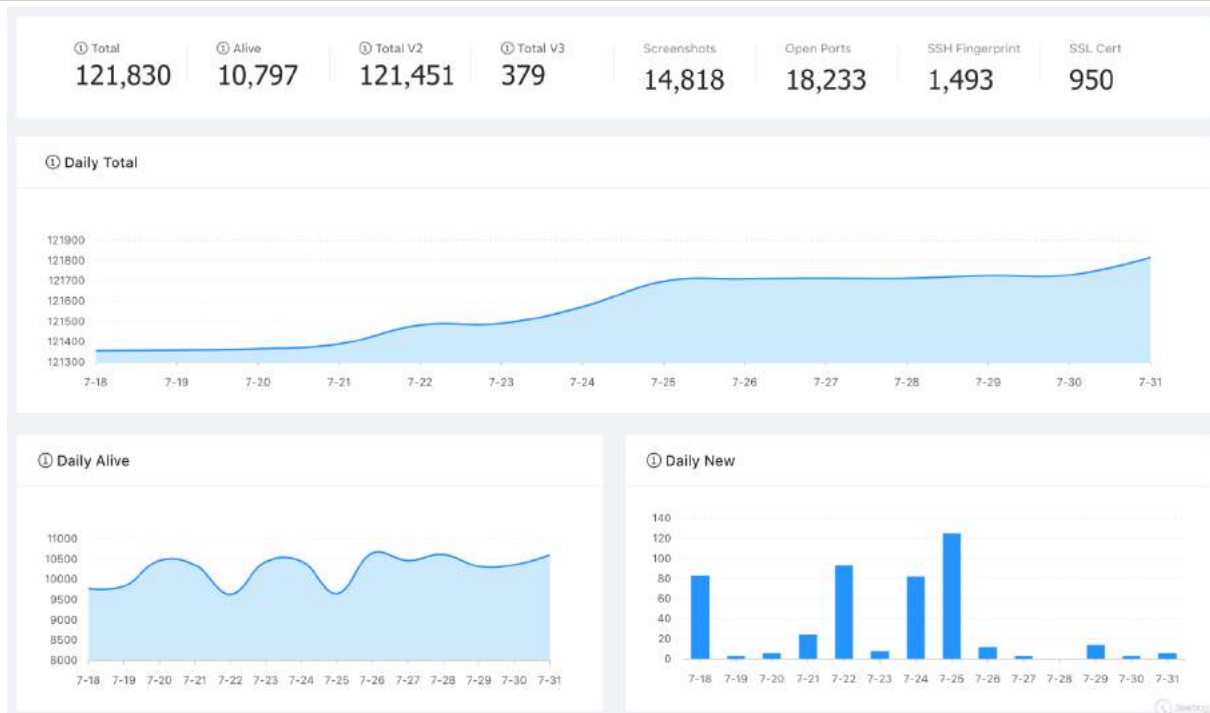 ① Total ① Alive ① Total V2 ① Total V3 Screenshots Open Ports SSH Fingerprint SSL Cert
121,830 10,797 121,451 379 14,818 18,233 1,493 950
① Daily Total
121900
121800
121700
121600
121500
121400
121300
7-18 7-19 7-20 7-21 7-22 7-23 7-24 7-25 7-26 7-27 7-28 7-29 7-30 7-31
① Daily Alive
11000
10500
10000
9500
9000
8500
8000
7-18 7-19 7-20 7-21 7-22 7-23 7-24 7-25 7-26 7-27 7-28 7-29 7-30 7-31
① Daily New
140
120
100
80
60
40
20
0
7-18 7-19 7-20 7-21 7-22 7-23 7-24 7-25 7-26 7-27 7-28 7-29 7-30 7-31